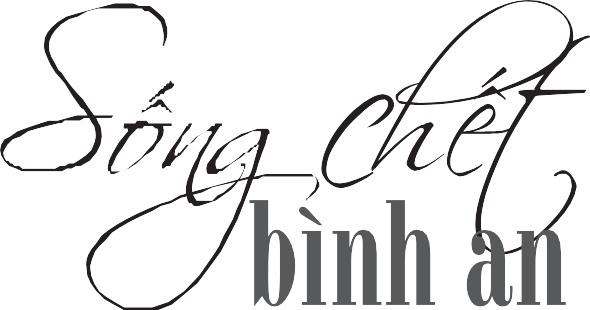 Sống chết
bình an